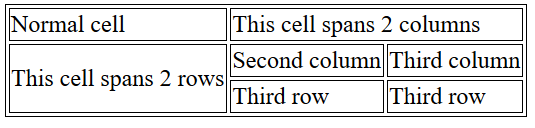 Normal cell This cell spans 2 columns
This cell spans 2 rows Second column Third column
Third row Third row